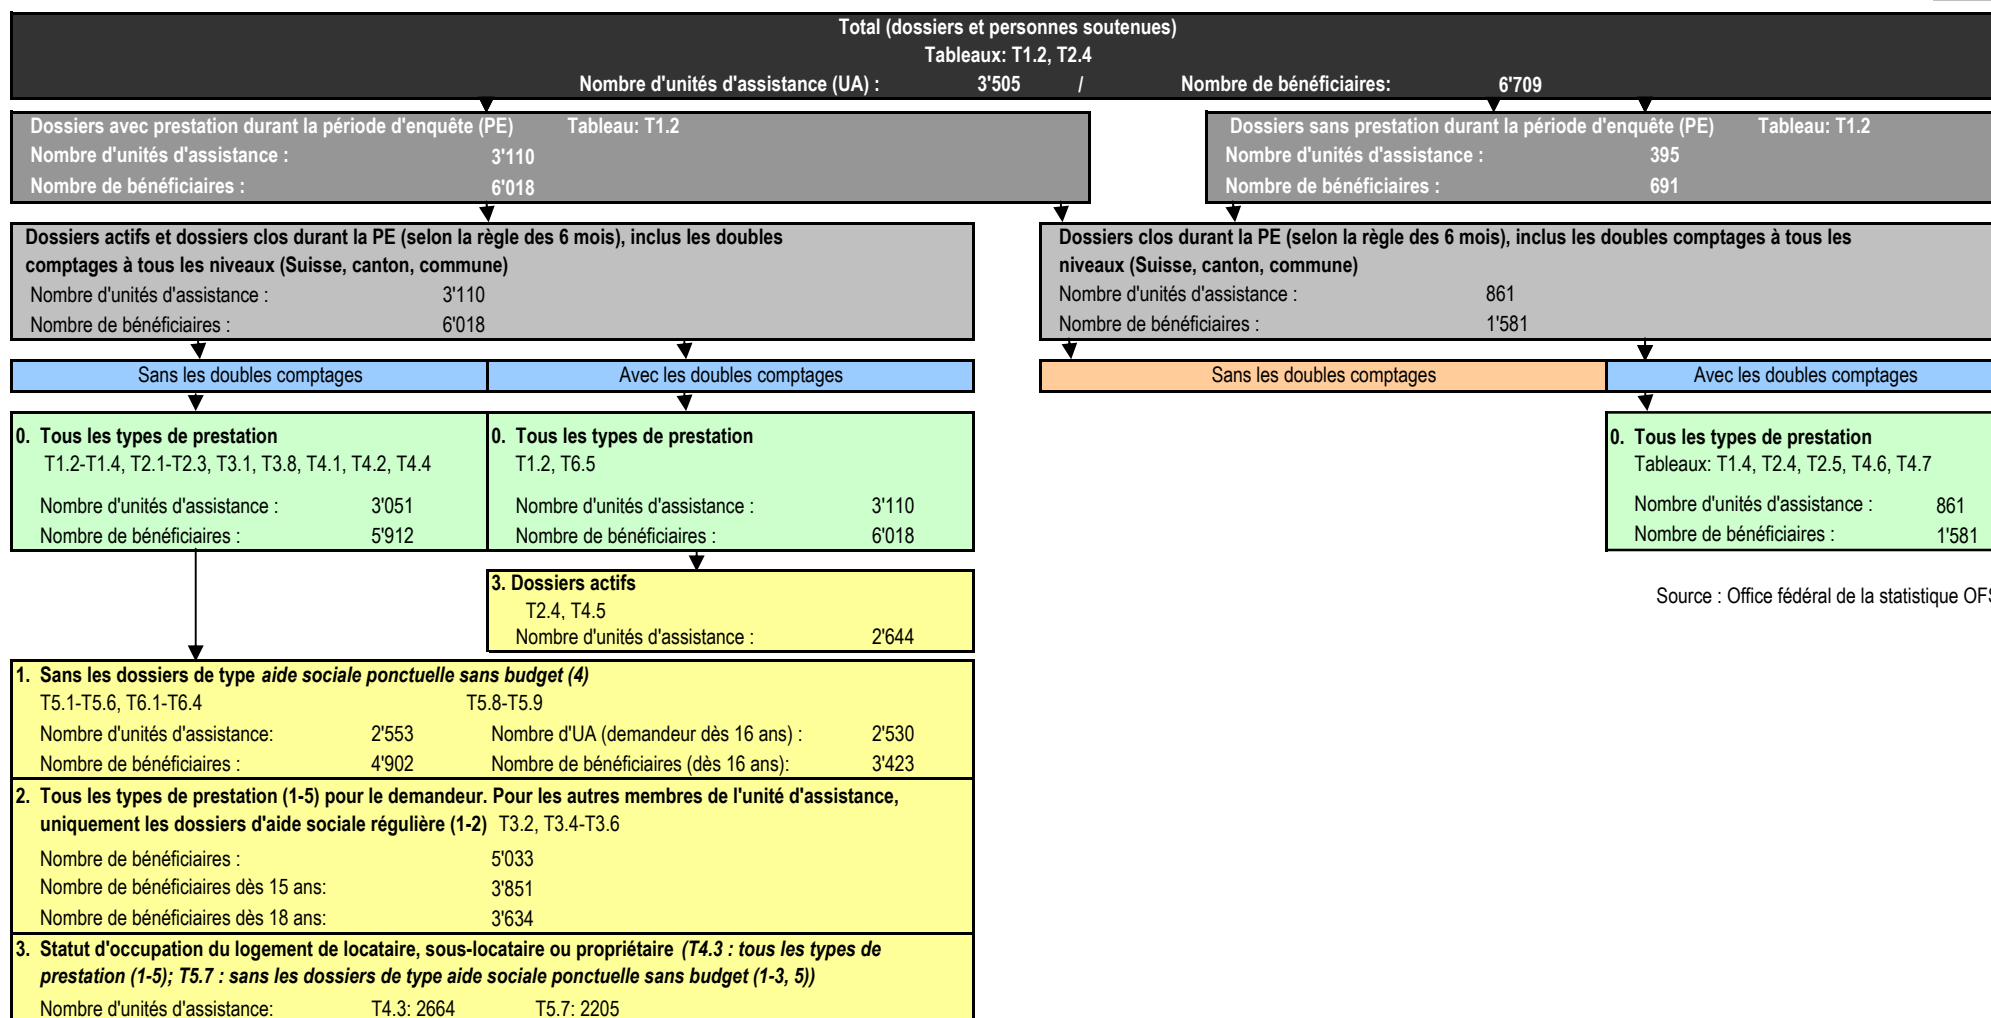 Total (dossiers et personnes soutenues)
Tableaux: T1.2, T2.4
Nombre d'unités d'assistance (UA) : 3'505 / Nombre de bénéficiaires: 6'709
Dossiers avec prestation durant la période d'enquête (PE) Tableau: T1.2
Nombre d'unités d'assistance : 3'110
Nombre de bénéficiaires : 6'018
Dossiers sans prestation durant la période d'enquête (PE) Tableau: T1.2
Nombre d'unités d'assistance : 395
Nombre de bénéficiaires : 691
Dossiers actifs et dossiers clos durant la PE (selon la règle des 6 mois), inclus les doubles
comptages à tous les niveaux (Suisse, canton, commune)
Nombre d'unités d'assistance : 3'110
Nombre de bénéficiaires : 6'018
Dossiers clos durant la PE (selon la règle des 6 mois), inclus les doubles comptages à tous les
niveaux (Suisse, canton, commune)
Nombre d'unités d'assistance : 861
Nombre de bénéficiaires : 1'581
Sans les doubles comptages
Avec les doubles comptages
Sans les doubles comptages
Avec les doubles comptages
0. Tous les types de prestation
T1.2-T1.4, T2.1-T2.3, T3.1, T3.8, T4.1, T4.2, T4.4
Nombre d'unités d'assistance : 3'051
Nombre de bénéficiaires : 5'912
0. Tous les types de prestation
T1.2, T6.5
Nombre d'unités d'assistance : 3'110
Nombre de bénéficiaires : 6'018
0. Tous les types de prestation
Tableaux: T1.4, T2.4, T2.5, T4.6, T4.7
Nombre d'unités d'assistance : 861
Nombre de bénéficiaires : 1'581
3. Dossiers actifs
T2.4, T4.5
Nombre d'unités d'assistance : 2'644
Source : Office fédéral de la statistique OFS
1. Sans les dossiers de type aide sociale ponctuelle sans budget (4)
T5.1-T5.6, T6.1-T6.4 T5.8-T5.9
Nombre d'unités d'assistance: 2'553 Nombre d'UA (demandeur dès 16 ans) : 2'530
Nombre de bénéficiaires : 4'902 Nombre de bénéficiaires (dès 16 ans): 3'423
2. Tous les types de prestation (1-5) pour le demandeur. Pour les autres membres de l'unité d'assistance,
uniquement les dossiers d'aide sociale régulière (1-2) T3.2, T3.4-T3.6
Nombre de bénéficiaires : 5'033
Nombre de bénéficiaires dès 15 ans: 3'851
Nombre de bénéficiaires dès 18 ans: 3'634
3. Statut d'occupation du logement de locataire, sous-locataire ou propriétaire (T4.3 : tous les types de
prestation (1-5); T5.7 : sans les dossiers de type aide sociale ponctuelle sans budget (1-3, 5))
Nombre d'unités d'assistance: T4.3: 2664 T5.7: 2205